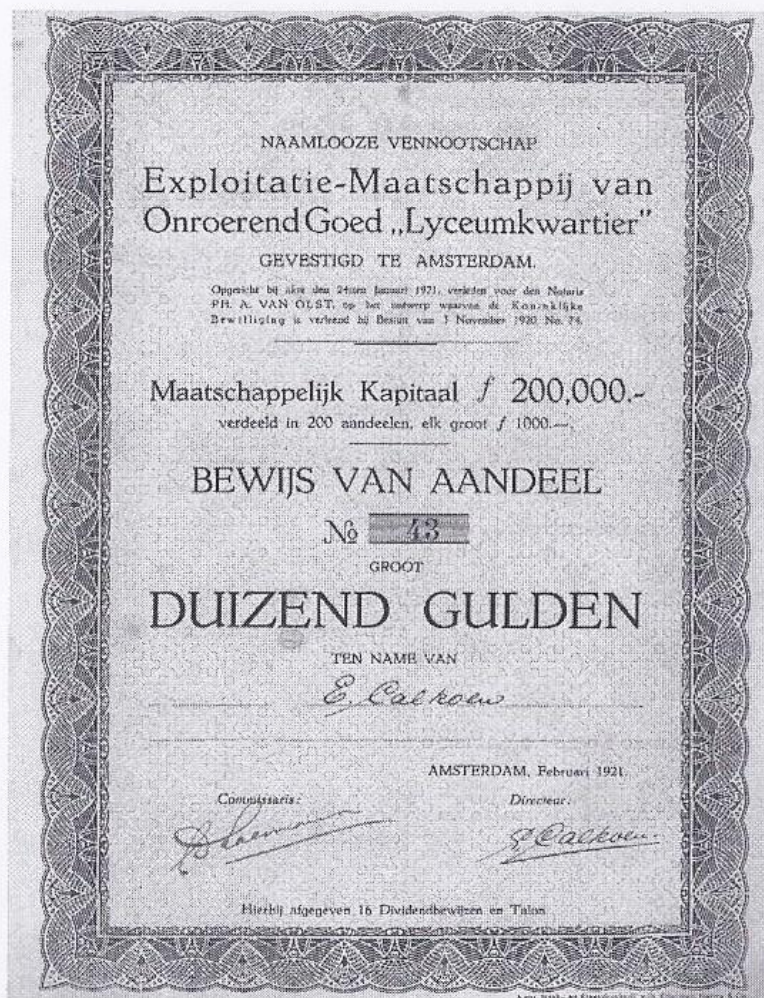 NAAMLOOZE VENNOOTSCHAP
Exploitatie-Maatschappij van
Onroerend Goed „Lyceumkwartier”
GEVESTIGD TE AMSTERDAM.
Opgericht bij akte den 24sten Januari 1921, verleden voor den Notaris
PH. A. VAN OLST, op het ontwerp waarvan de Koninklijke
Bewilliging is verleend bij Besluit van 3 November 1920 No. 74.
Maatschappelijk Kapitaal ƒ 200,000.-
verdeeld in 200 aandeelen, elk groot ƒ 1000.—.
BEWIJS VAN AANDEEL
No 43
GROOT
DUIZEND GULDEN
TEN NAME VAN
E. Calkoen
AMSTERDAM, Februari 1921.
Commissaris: Directeur:
E. Calkoen
Hierbij afgegeven 16 Dividendbewijzen en Talon